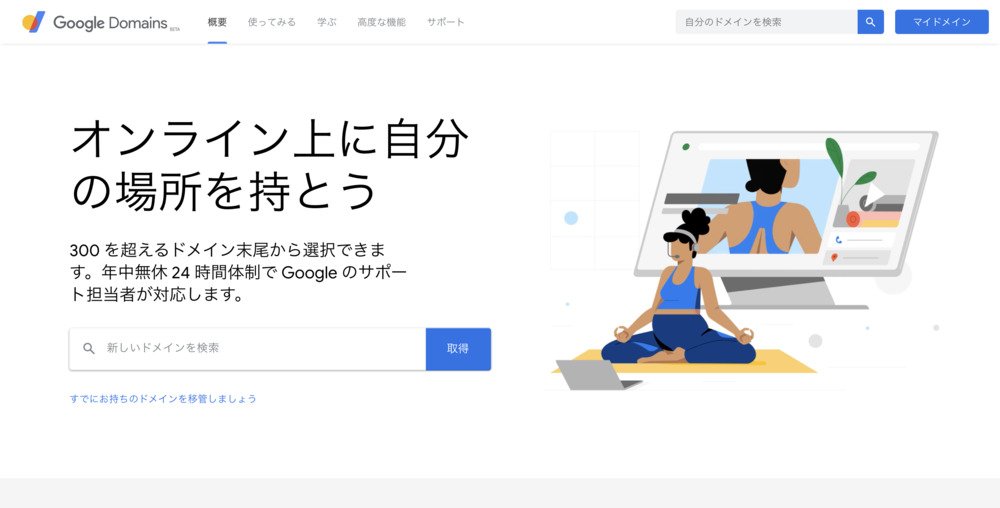 Google Domains BETA
概要 使ってみる 学ぶ 高度な機能 サポート
自分のドメインを検索
マイドメイン
オンライン上に自分
の場所を持とう
300 を超えるドメイン末尾から選択できま
す。年中無休 24 時間体制で Google のサポー
ト担当者が対応します。
新しいドメインを検索
取得
すでにお持ちのドメインを移管しましょう